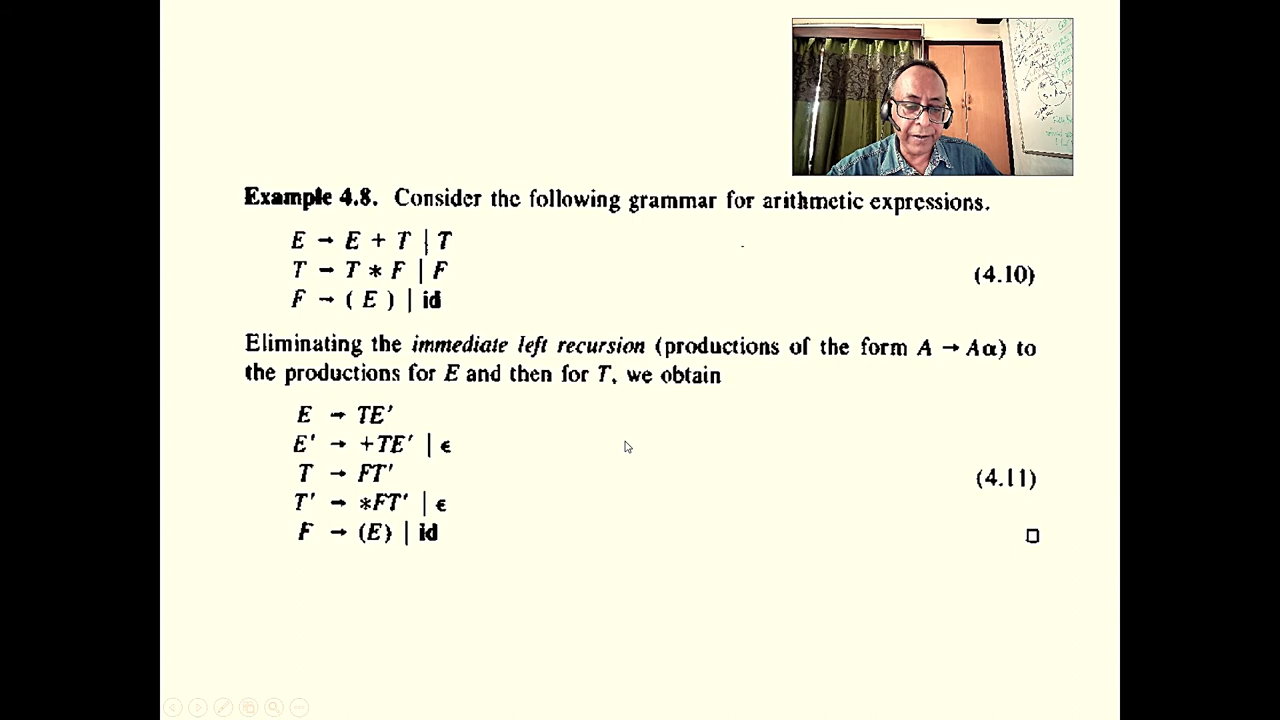 Example 4.8. Consider the following grammar for arithmetic expressions.
E → E + T | T
T → T * F | F (4.10)
F → ( E ) | id
Eliminating the immediate left recursion (productions of the form A → Aα) to
the productions for E and then for T, we obtain
E → TE'
E' → +TE' | ϵ
T → FT' (4.11)
T' → *FT' | ϵ
F → (E) | id